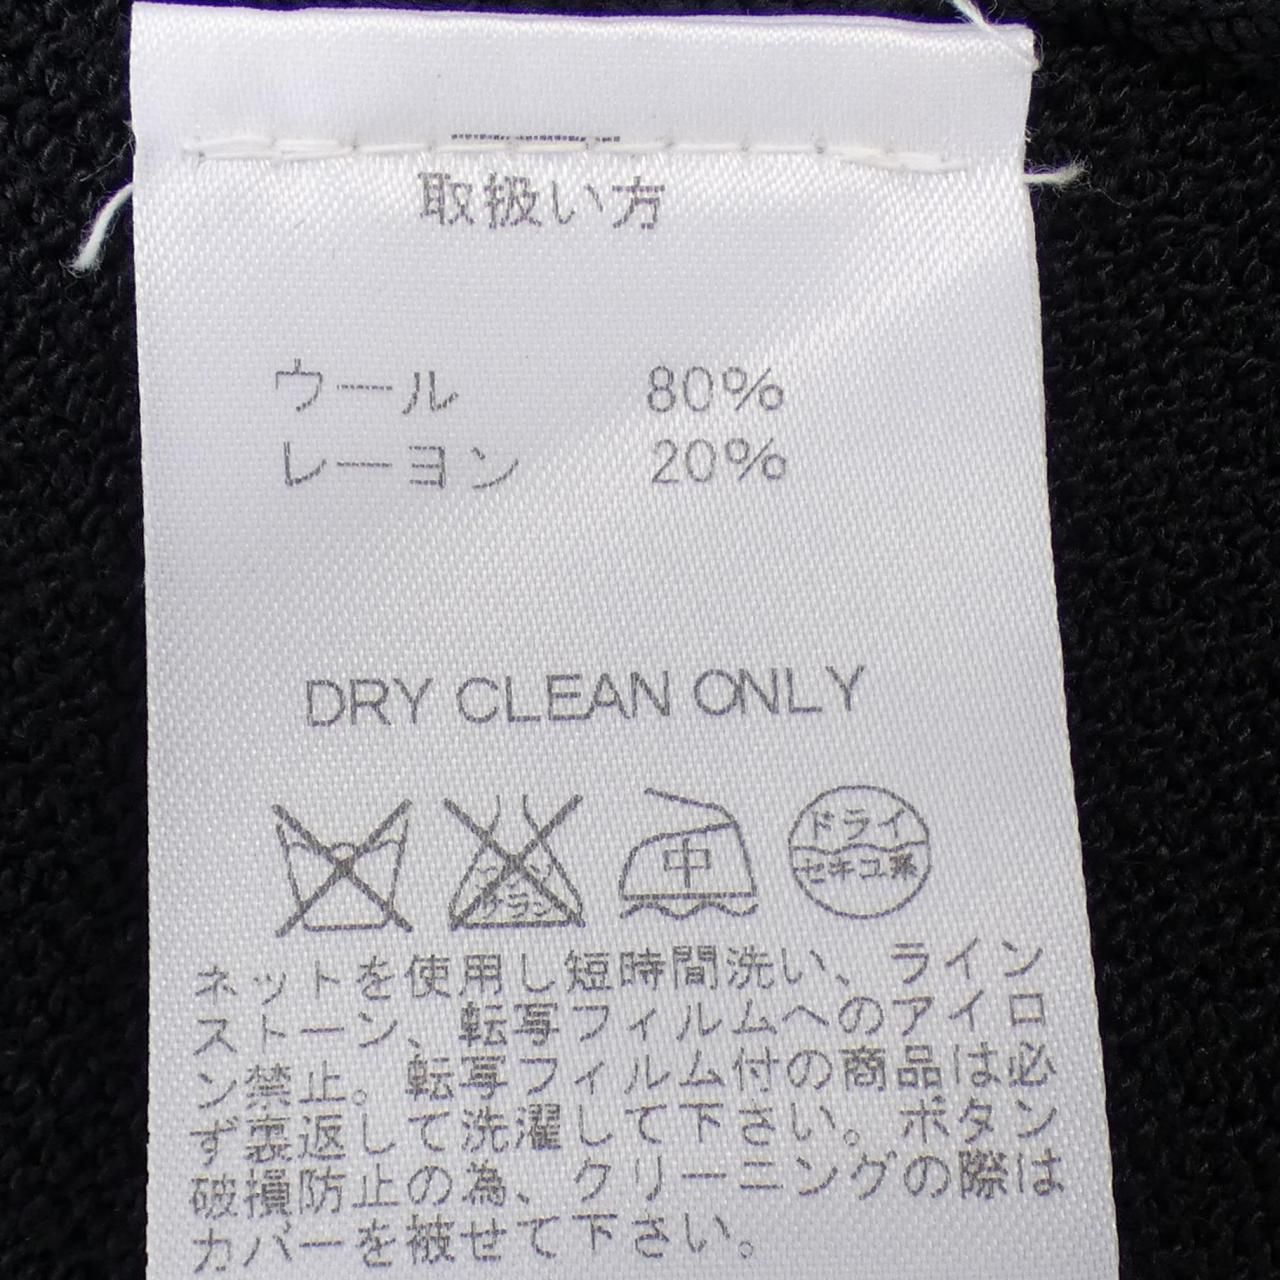 取扱い方
ウール 80%
レーヨン 20%
DRY CLEAN ONLY
中
ドライ
セキユ系
ネットを使用し短時間洗い、ライン
ストーン、転写フィルムへのアイロ
ン禁止。転写フィルム付の商品は必
ず裏返して洗濯して下さい。ボタン
破損防止の為、クリーニングの際は
カバーを被せて下さい。